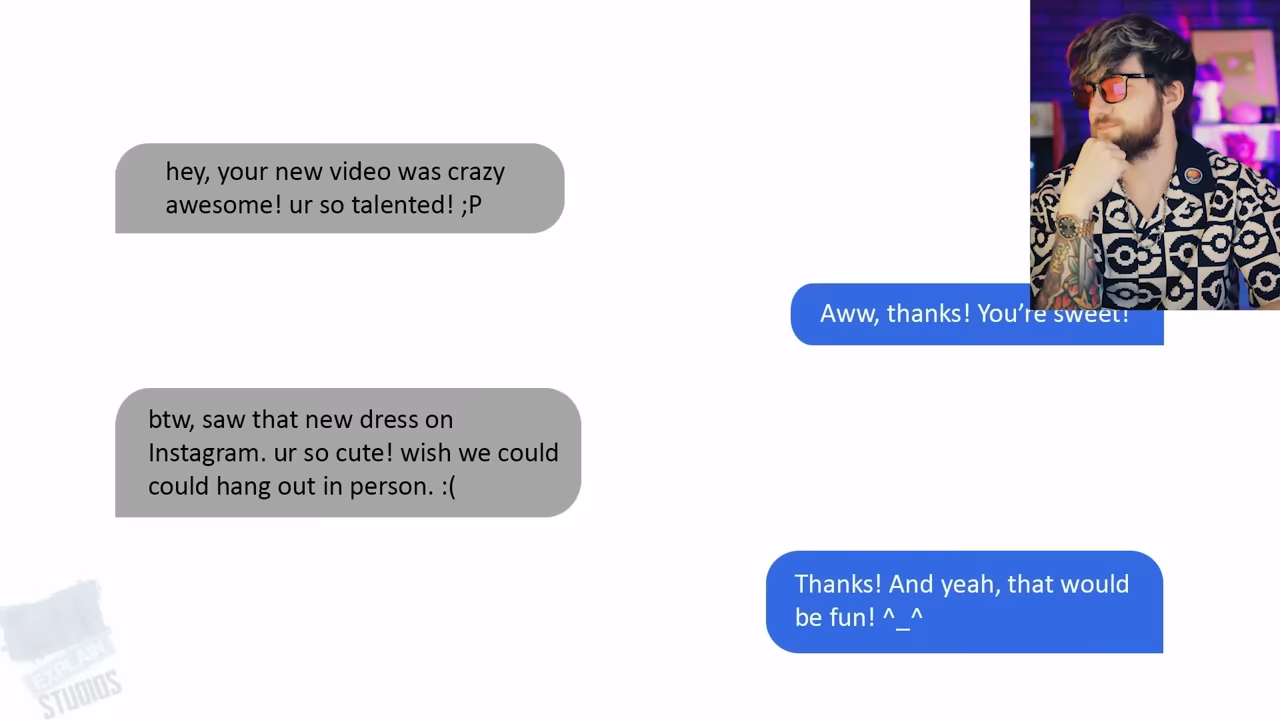 hey, your new video was crazy
awesome! ur so talented! ;P
Aww, thanks! You're sweet!
btw, saw that new dress on
Instagram. ur so cute! wish we could
could hang out in person. :(
Thanks! And yeah, that would
be fun! ^_^
EXPLAIN
STUDIOS